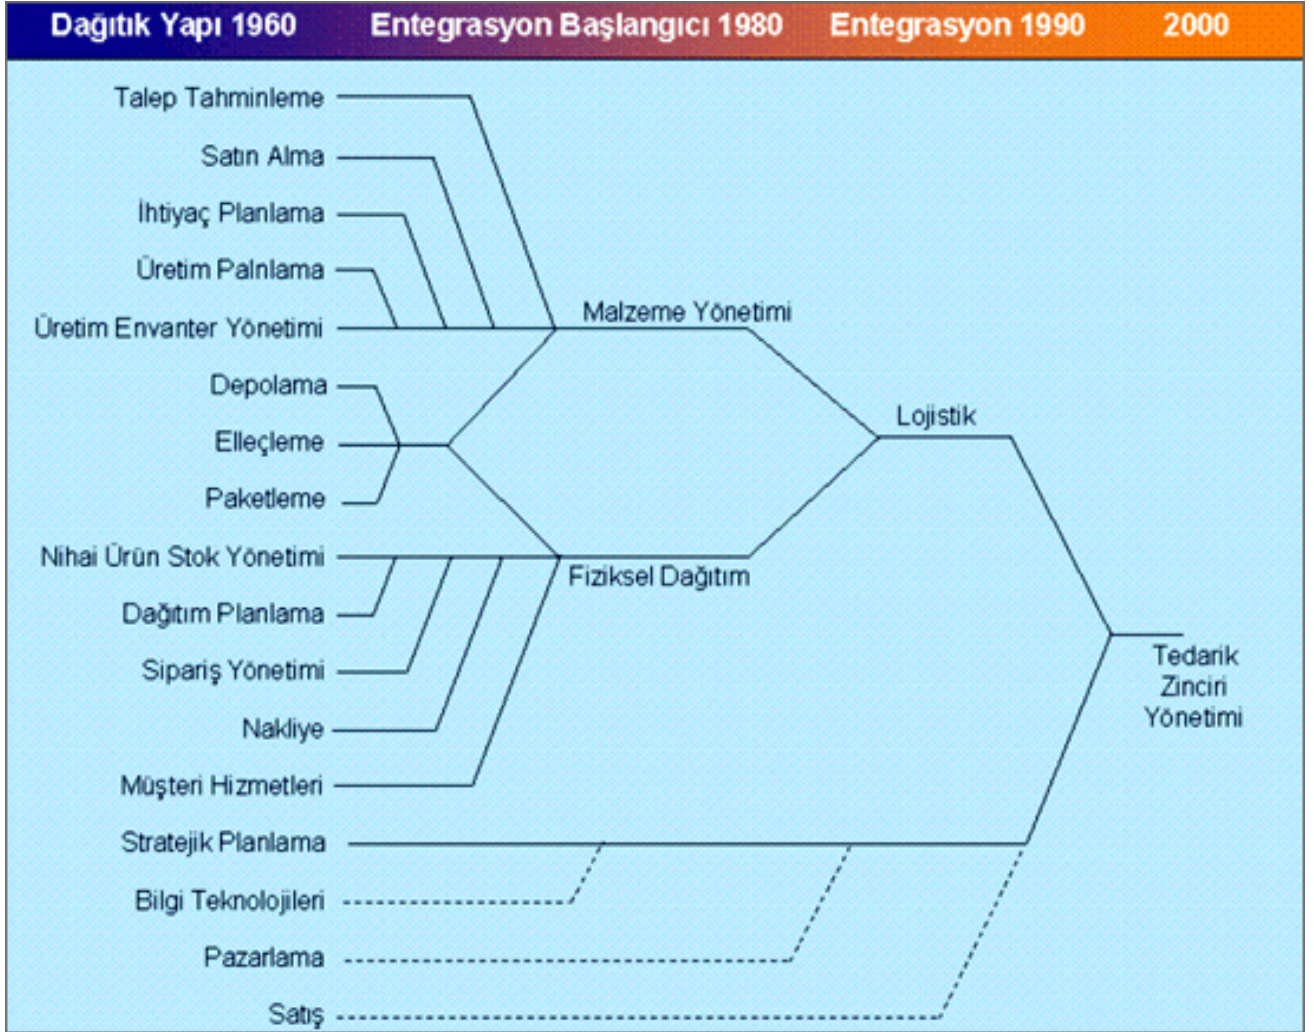 Dağıtık Yapı 1960 Entegrasyon Başlangıcı 1980 Entegrasyon 1990 2000
Talep Tahminleme
Satın Alma
İhtiyaç Planlama
Üretim Palnlama
Üretim Envanter Yönetimi
Depolama
Elleçleme
Paketleme
Nihai Ürün Stok Yönetimi
Dağıtım Planlama
Sipariş Yönetimi
Nakliye
Müşteri Hizmetleri
Stratejik Planlama
Bilgi Teknolojileri
Pazarlama
Satış
Malzeme Yönetimi
Fiziksel Dağıtım
Lojistik
Tedarik
Zinciri
Yönetimi